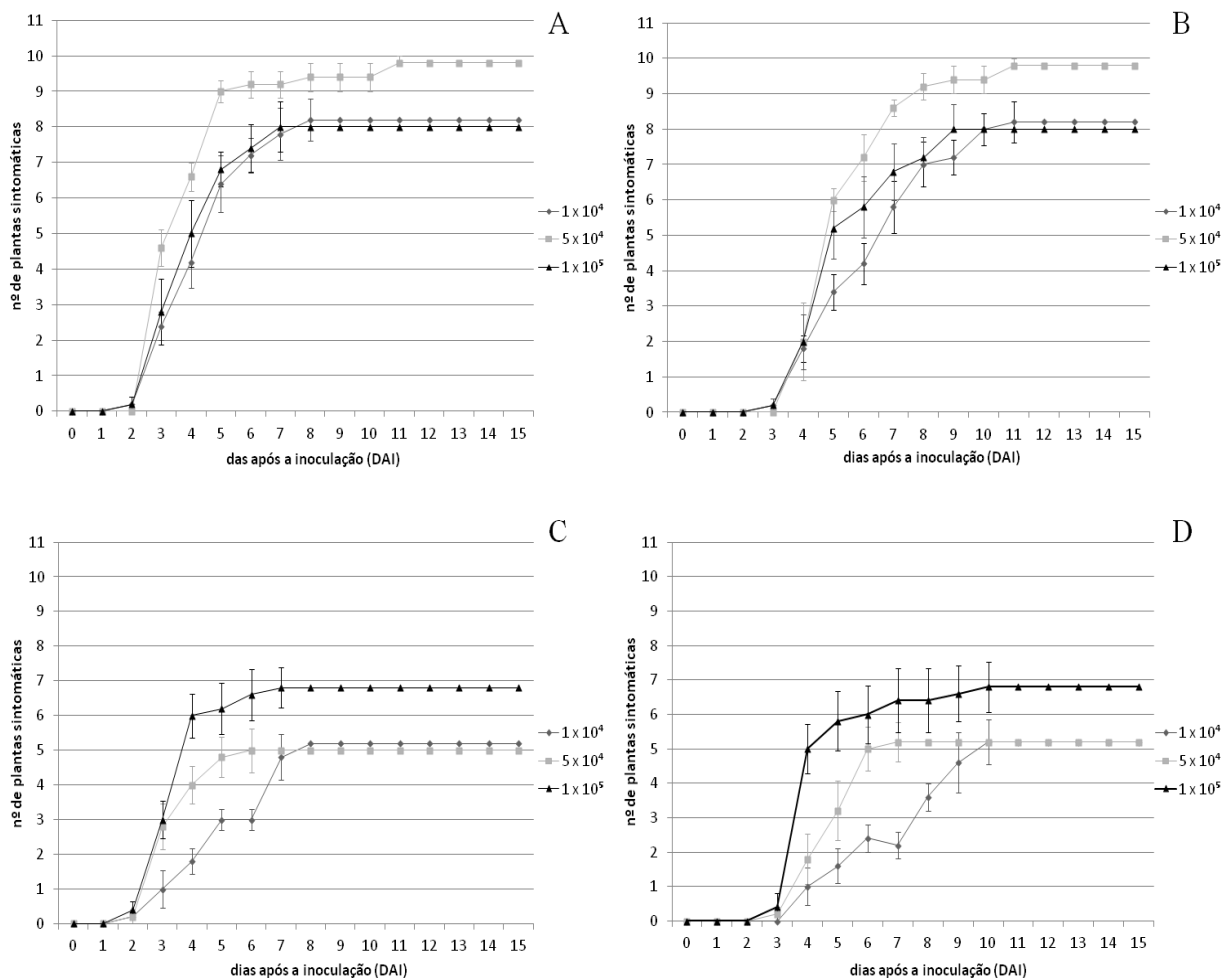 A
nº de plantas sintomáticas
11
10
9
8
7
6
5
4
3
2
1
0
0 1 2 3 4 5 6 7 8 9 10 11 12 13 14 15
das após a inoculação (DAI)
1 x 10⁴
5 x 10⁴
1 x 10⁵
B
nº de plantas sintomáticas
11
10
9
8
7
6
5
4
3
2
1
0
0 1 2 3 4 5 6 7 8 9 10 11 12 13 14 15
dias após a inoculação (DAI)
1 x 10⁴
5 x 10⁴
1 x 10⁵
C
nº de plantas sintomáticas
11
10
9
8
7
6
5
4
3
2
1
0
0 1 2 3 4 5 6 7 8 9 10 11 12 13 14 15
dias após a inoculação (DAI)
1 x 10⁴
5 x 10⁴
1 x 10⁵
D
nº de plantas sintomáticas
11
10
9
8
7
6
5
4
3
2
1
0
0 1 2 3 4 5 6 7 8 9 10 11 12 13 14 15
dias após a inoculação (DAI)
1 x 10⁴
5 x 10⁴
1 x 10⁵